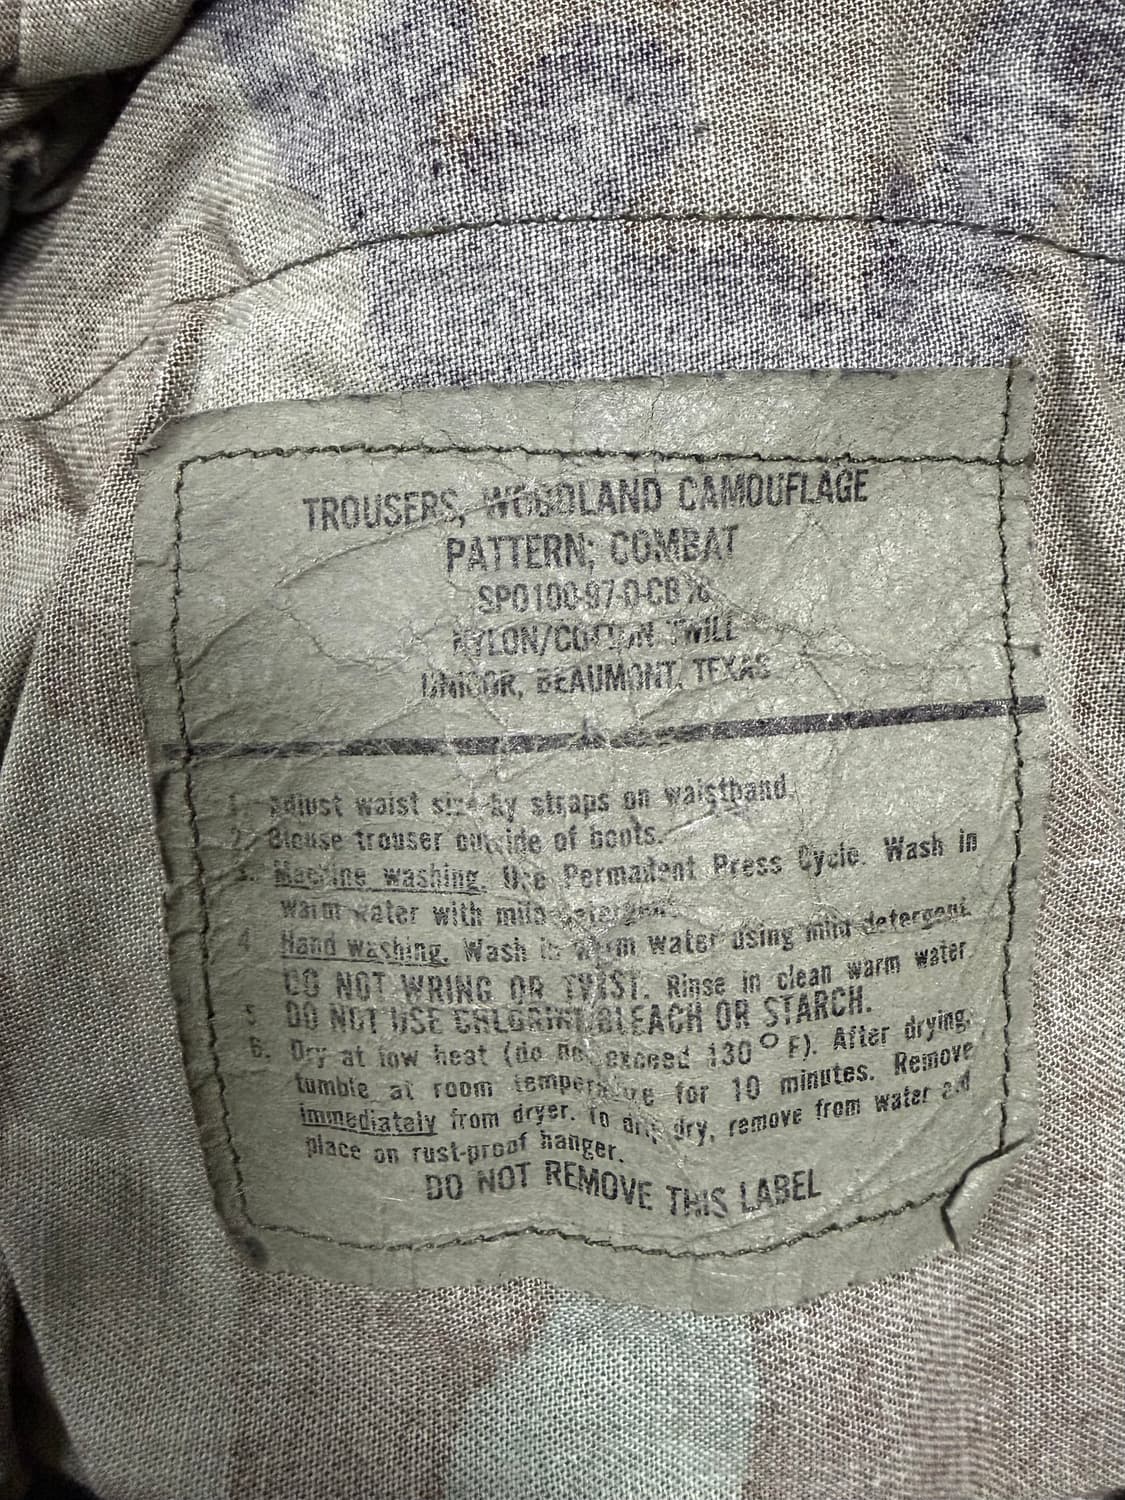 TROUSERS, WOODLAND CAMOUFLAGE
PATTERN; COMBAT
SPO100-97-D-CB
NYLON/COTTON TWILL
UNICOR, BEAUMONT, TEXAS
1. Adjust waist size by straps on waistband.
2. Blouse trouser outside of boots.
3. Machine washing. Use Permanent Press Cycle. Wash in
warm water with mild detergent.
4. Hand washing. Wash in warm water using mild detergent.
DO NOT WRING OR TWIST. Rinse in clean warm water.
5. DO NOT USE CHLORINE BLEACH OR STARCH.
6. Dry at low heat (do not exceed 130° F). After drying,
tumble at room temperature for 10 minutes. Remove
immediately from dryer. To drip dry, remove from water and
place on rust-proof hanger.
DO NOT REMOVE THIS LABEL